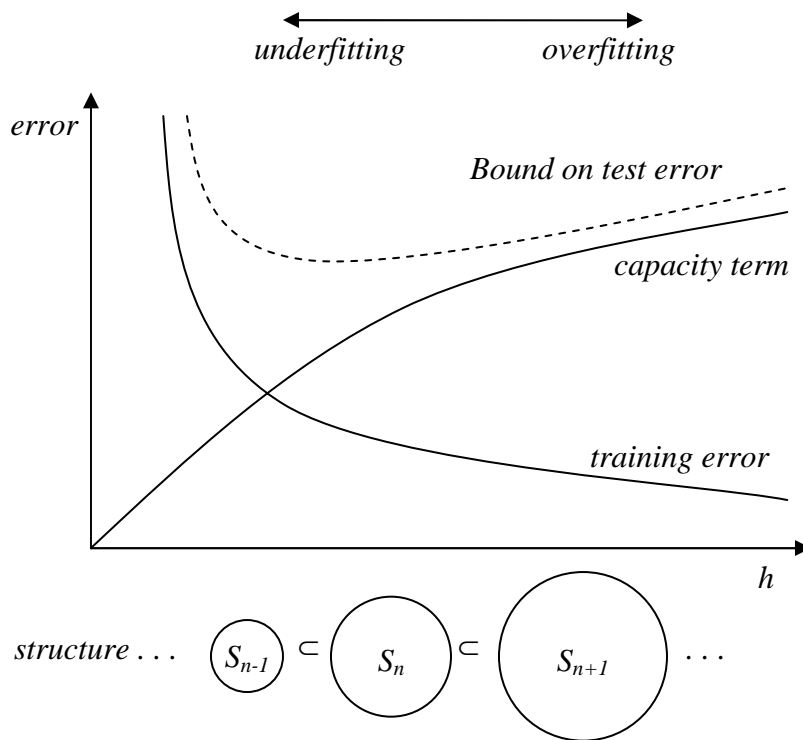 underfitting overfitting
error
Bound on test error
capacity term
training error
h
structure . . . S_{n-1} ⊂ S_n ⊂ S_{n+1} . . .